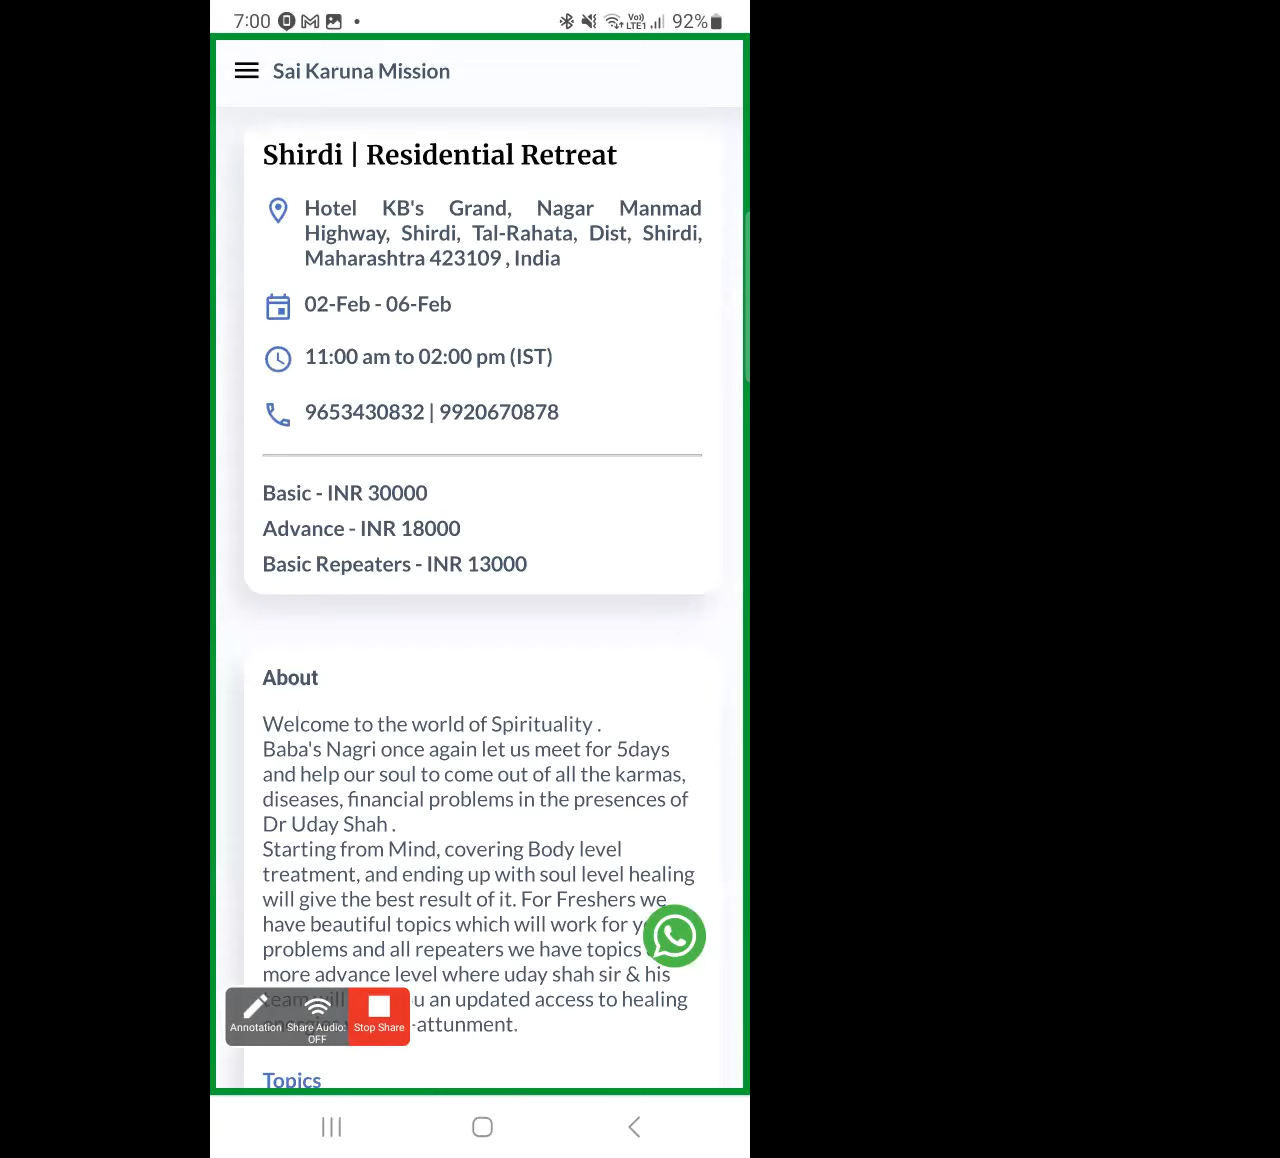 7:00
Vo)) LTE1 92%
Sai Karuna Mission
Shirdi | Residential Retreat
Hotel KB's Grand, Nagar Manmad
Highway, Shirdi, Tal-Rahata, Dist, Shirdi,
Maharashtra 423109 , India
02-Feb - 06-Feb
11:00 am to 02:00 pm (IST)
9653430832 | 9920670878
Basic - INR 30000
Advance - INR 18000
Basic Repeaters - INR 13000
About
Welcome to the world of Spirituality .
Baba's Nagri once again let us meet for 5days
and help our soul to come out of all the karmas,
diseases, financial problems in the presences of
Dr Uday Shah .
Starting from Mind, covering Body level
treatment, and ending up with soul level healing
will give the best result of it. For Freshers we
have beautiful topics which will work for
problems and all repeaters we have topics
more advance level where uday shah sir & his
an updated access to healing
-attunment.
Annotation Share Audio: OFF Stop Share
Topics